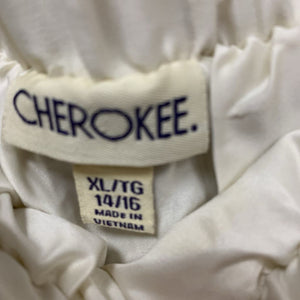 CHEROKEE.
XL/TG
14/16
MADE IN
VIETNAM